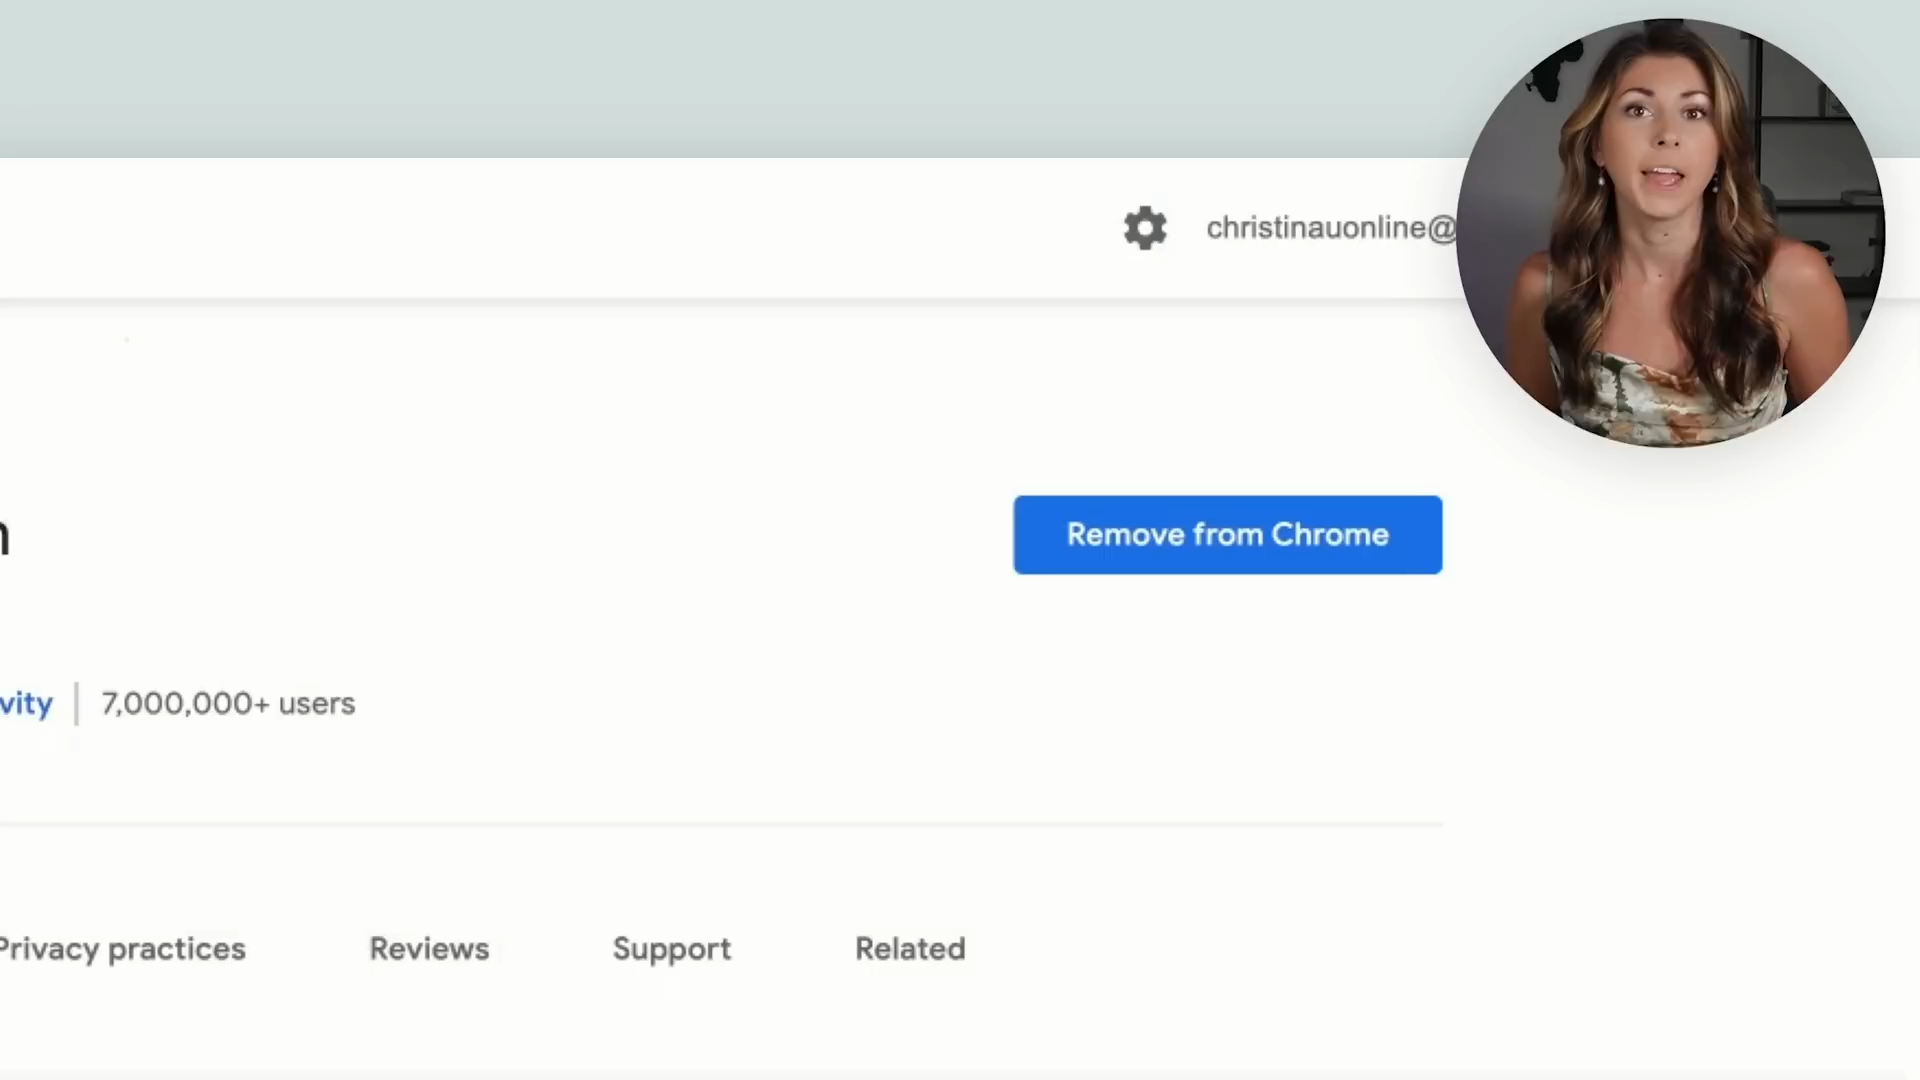 christinauonline@
Remove from Chrome
vity | 7,000,000+ users
Privacy practices Reviews Support Related